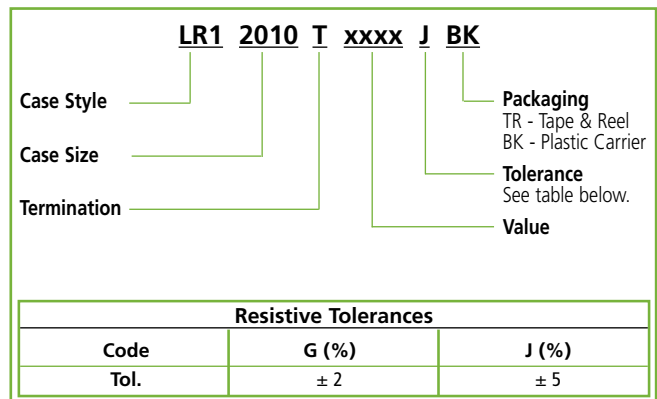 LR1 2010 T xxxx J BK
Case Style
Case Size
Termination
Packaging
TR - Tape & Reel
BK - Plastic Carrier
Tolerance
See table below.
Value
Resistive Tolerances
Code G (%) J (%)
Tol. ± 2 ± 5